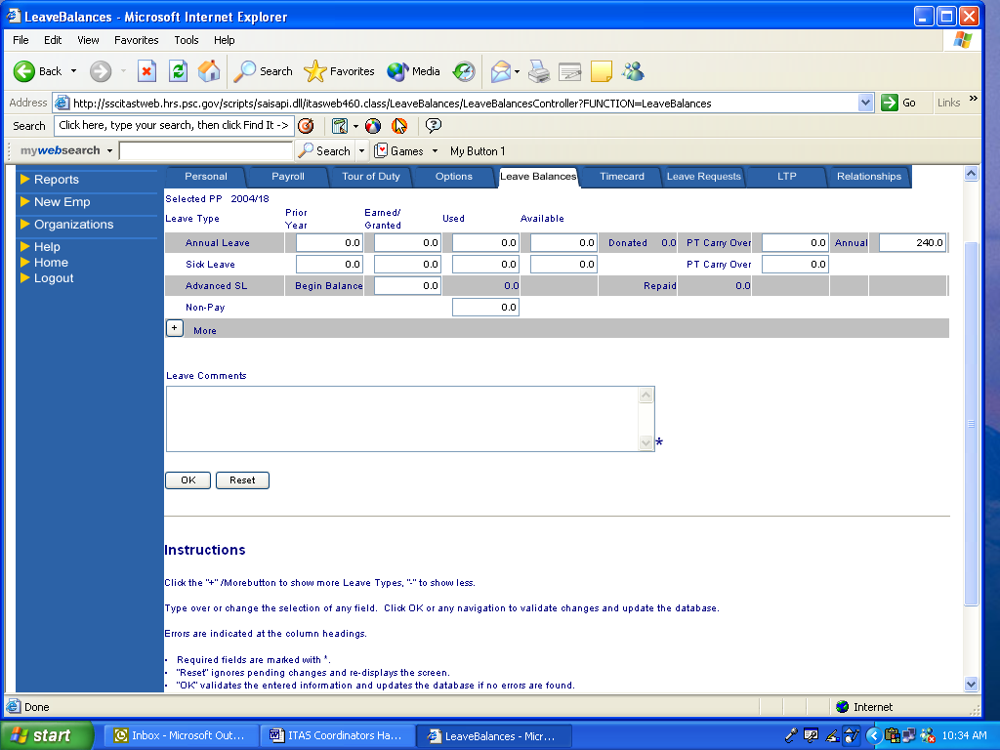 LeaveBalances - Microsoft Internet Explorer
File Edit View Favorites Tools Help
Back Search Favorites Media
Address http://sscitastweb.hrs.psc.gov/scripts/saisapi.dll/itasweb460.class/LeaveBalances/LeaveBalancesController?FUNCTION=LeaveBalances Go Links »
Search Click here, type your search, then click Find It ->
mywebsearch Search Games My Button 1
Reports
New Emp
Organizations
Help
Home
Logout
Personal Payroll Tour of Duty Options Leave Balances Timecard Leave Requests LTP Relationships
Selected PP 2004/18
Leave Type Prior Year Earned/ Granted Used Available
Annual Leave 0.0 0.0 0.0 0.0 Donated 0.0 PT Carry Over 0.0 Annual 240.0
Sick Leave 0.0 0.0 0.0 0.0 PT Carry Over 0.0
Advanced SL Begin Balance 0.0 0.0 Repaid 0.0
Non-Pay 0.0
+ More
Leave Comments
*
OK Reset
Instructions
Click the "+" /Morebutton to show more Leave Types, "-" to show less.
Type over or change the selection of any field. Click OK or any navigation to validate changes and update the database.
Errors are indicated at the column headings.
• Required fields are marked with *.
• "Reset" ignores pending changes and re-displays the screen.
• "OK" validates the entered information and updates the database if no errors are found.
Done Internet
start Inbox - Microsoft Out... ITAS Coordinators Ha... LeaveBalances - Micr... 10:34 AM